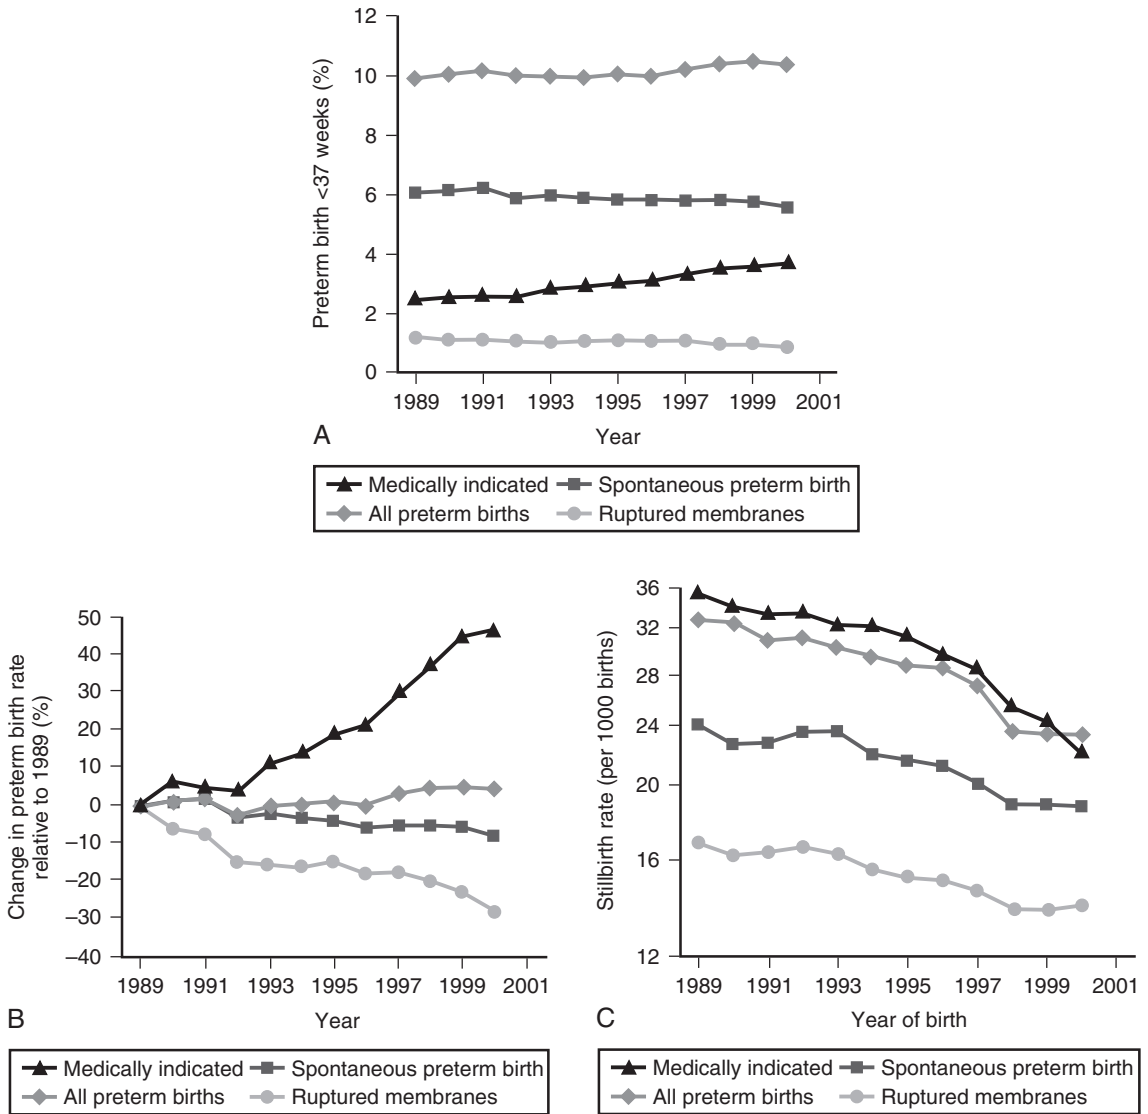 Preterm birth <37 weeks (%)
12
10
8
6
4
2
0
1989 1991 1993 1995 1997 1999 2001
A
Year
Medically indicated Spontaneous preterm birth
All preterm births Ruptured membranes
Change in preterm birth rate
relative to 1989 (%)
50
40
30
20
10
0
–10
–20
–30
–40
1989 1991 1993 1995 1997 1999 2001
B
Year
Medically indicated Spontaneous preterm birth
All preterm births Ruptured membranes
Stillbirth rate (per 1000 births)
36
32
28
24
20
16
12
1989 1991 1993 1995 1997 1999 2001
C
Year of birth
Medically indicated Spontaneous preterm birth
All preterm births Ruptured membranes